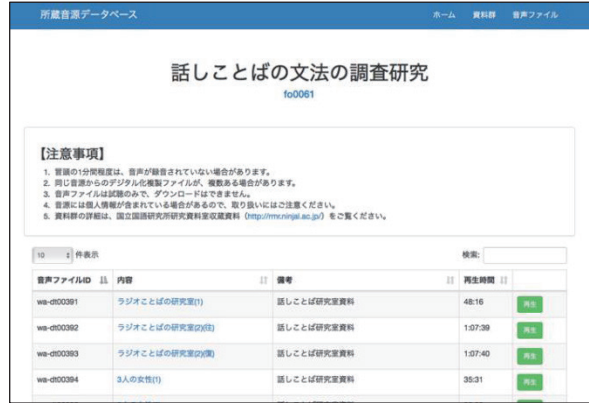 所蔵音源データベース
ホーム 資料群 音声ファイル
話しことばの文法の調査研究
fo0061
【注意事項】
1. 冒頭の1分間程度は、音声が録音されていない場合があります。
2. 同じ音源からのデジタル化複製ファイルが、複数ある場合があります。
3. 音声ファイルは試聴のみで、ダウンロードはできません。
4. 音源には個人情報が含まれている場合があるので、取り扱いにはご注意ください。
5. 資料群の詳細は、国立国語研究所研究資料室収蔵資料（http://rmr.ninjal.ac.jp/）をご覧ください。
10 件表示 検索:
音声ファイルID 内容 備考 再生時間
wa-dt00391 ラジオことばの研究室(1) 話しことば研究室資料 48:16 再生
wa-dt00392 ラジオことばの研究室(2)(往) 話しことば研究室資料 1:07:39 再生
wa-dt00393 ラジオことばの研究室(2)(復) 話しことば研究室資料 1:07:40 再生
wa-dt00394 3人の女性(1) 話しことば研究室資料 35:31 再生